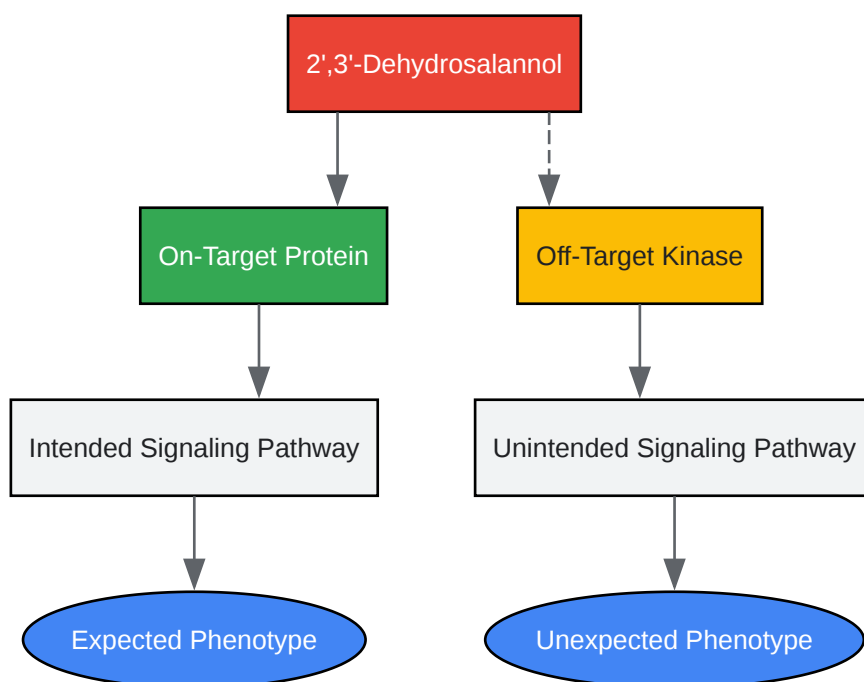 2',3'-Dehydrosalannol
On-Target Protein
Off-Target Kinase
Intended Signaling Pathway
Unintended Signaling Pathway
Expected Phenotype
Unexpected Phenotype